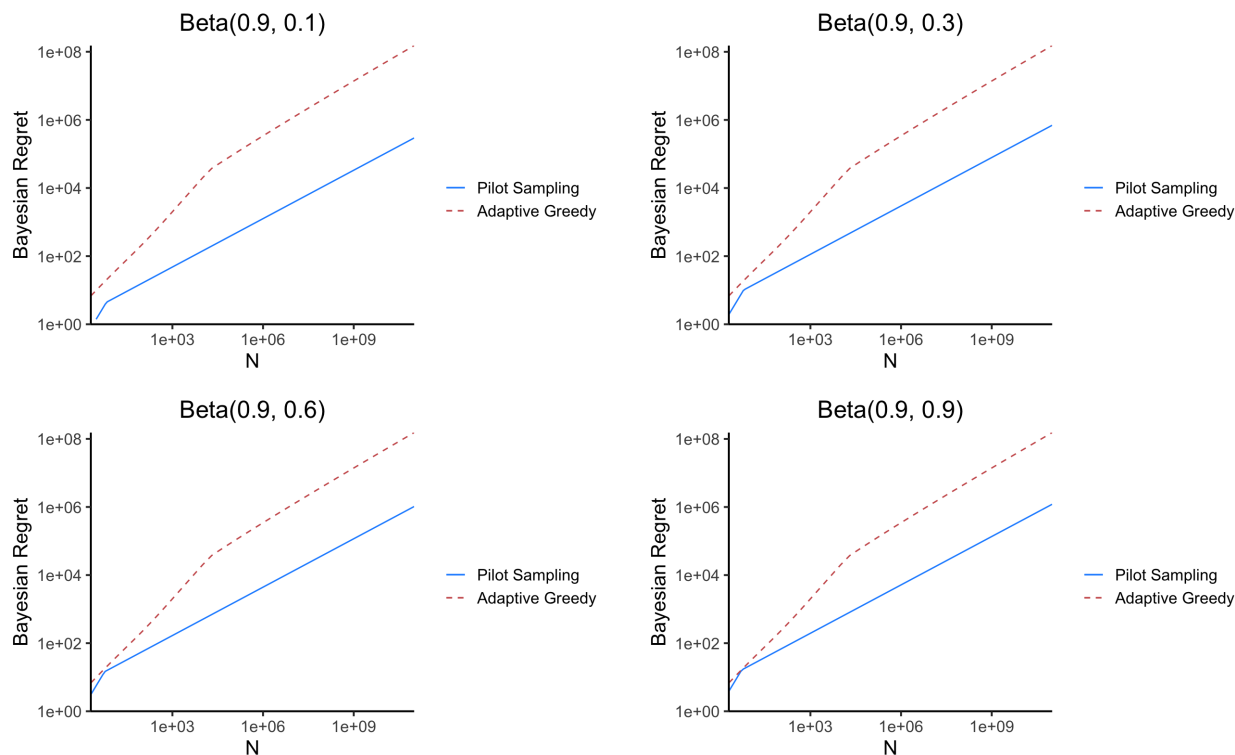 Beta(0.9, 0.1)
Bayesian Regret
1e+08
1e+06
1e+04
1e+02
1e+00
1e+03
1e+06
1e+09
N
Pilot Sampling
Adaptive Greedy
Beta(0.9, 0.3)
Bayesian Regret
1e+08
1e+06
1e+04
1e+02
1e+00
1e+03
1e+06
1e+09
N
Pilot Sampling
Adaptive Greedy
Beta(0.9, 0.6)
Bayesian Regret
1e+08
1e+06
1e+04
1e+02
1e+00
1e+03
1e+06
1e+09
N
Pilot Sampling
Adaptive Greedy
Beta(0.9, 0.9)
Bayesian Regret
1e+08
1e+06
1e+04
1e+02
1e+00
1e+03
1e+06
1e+09
N
Pilot Sampling
Adaptive Greedy